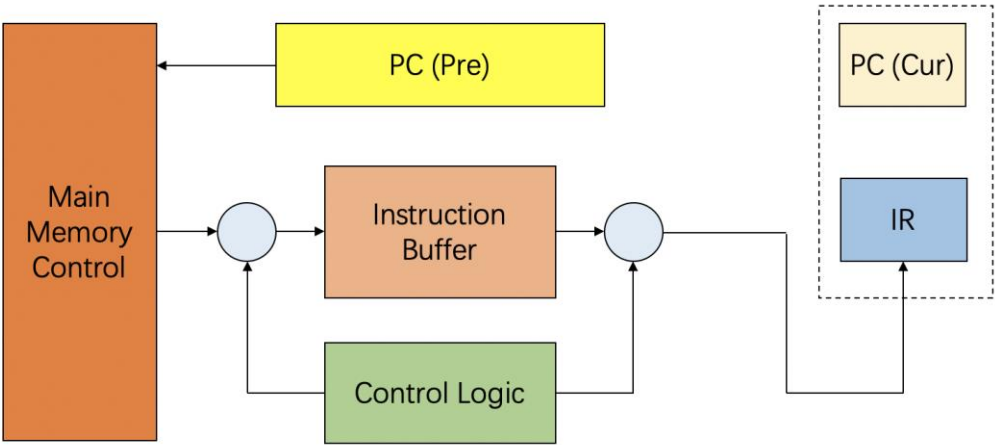 PC (Pre)
PC (Cur)
Main
Memory
Control
Instruction
Buffer
IR
Control Logic